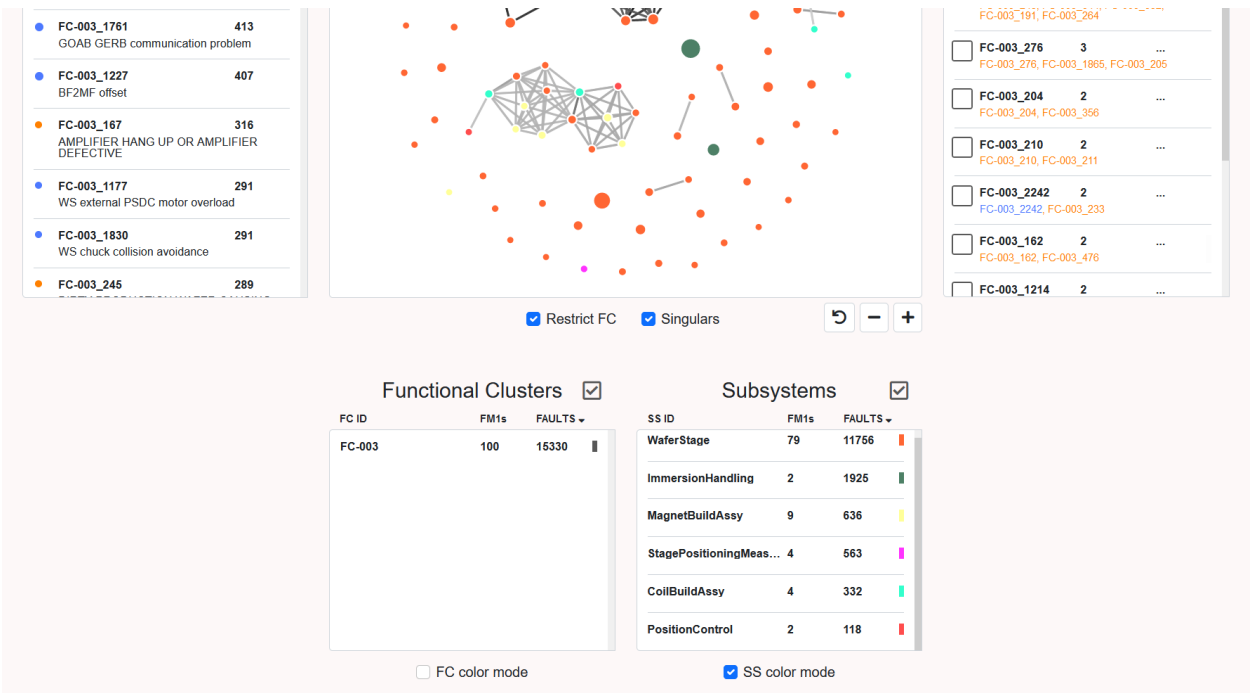 FC-003_191, FC-003_264
FC-003_1761 413
GOAB GERB communication problem
FC-003_1227 407
BF2MF offset
FC-003_167 316
AMPLIFIER HANG UP OR AMPLIFIER
DEFECTIVE
FC-003_1177 291
WS external PSDC motor overload
FC-003_1830 291
WS chuck collision avoidance
FC-003_245 289
FC-003_276 3 ...
FC-003_276, FC-003_1865, FC-003_205
FC-003_204 2 ...
FC-003_204, FC-003_356
FC-003_210 2 ...
FC-003_210, FC-003_211
FC-003_2242 2 ...
FC-003_2242, FC-003_233
FC-003_162 2 ...
FC-003_162, FC-003_476
FC-003_1214 2 ...
Restrict FC
Singulars
Functional Clusters
FC ID FM1s FAULTS
FC-003 100 15330
FC color mode
Subsystems
SS ID FM1s FAULTS
WaferStage 79 11756
ImmersionHandling 2 1925
MagnetBuildAssy 9 636
StagePositioningMeas... 4 563
CoilBuildAssy 4 332
PositionControl 2 118
SS color mode